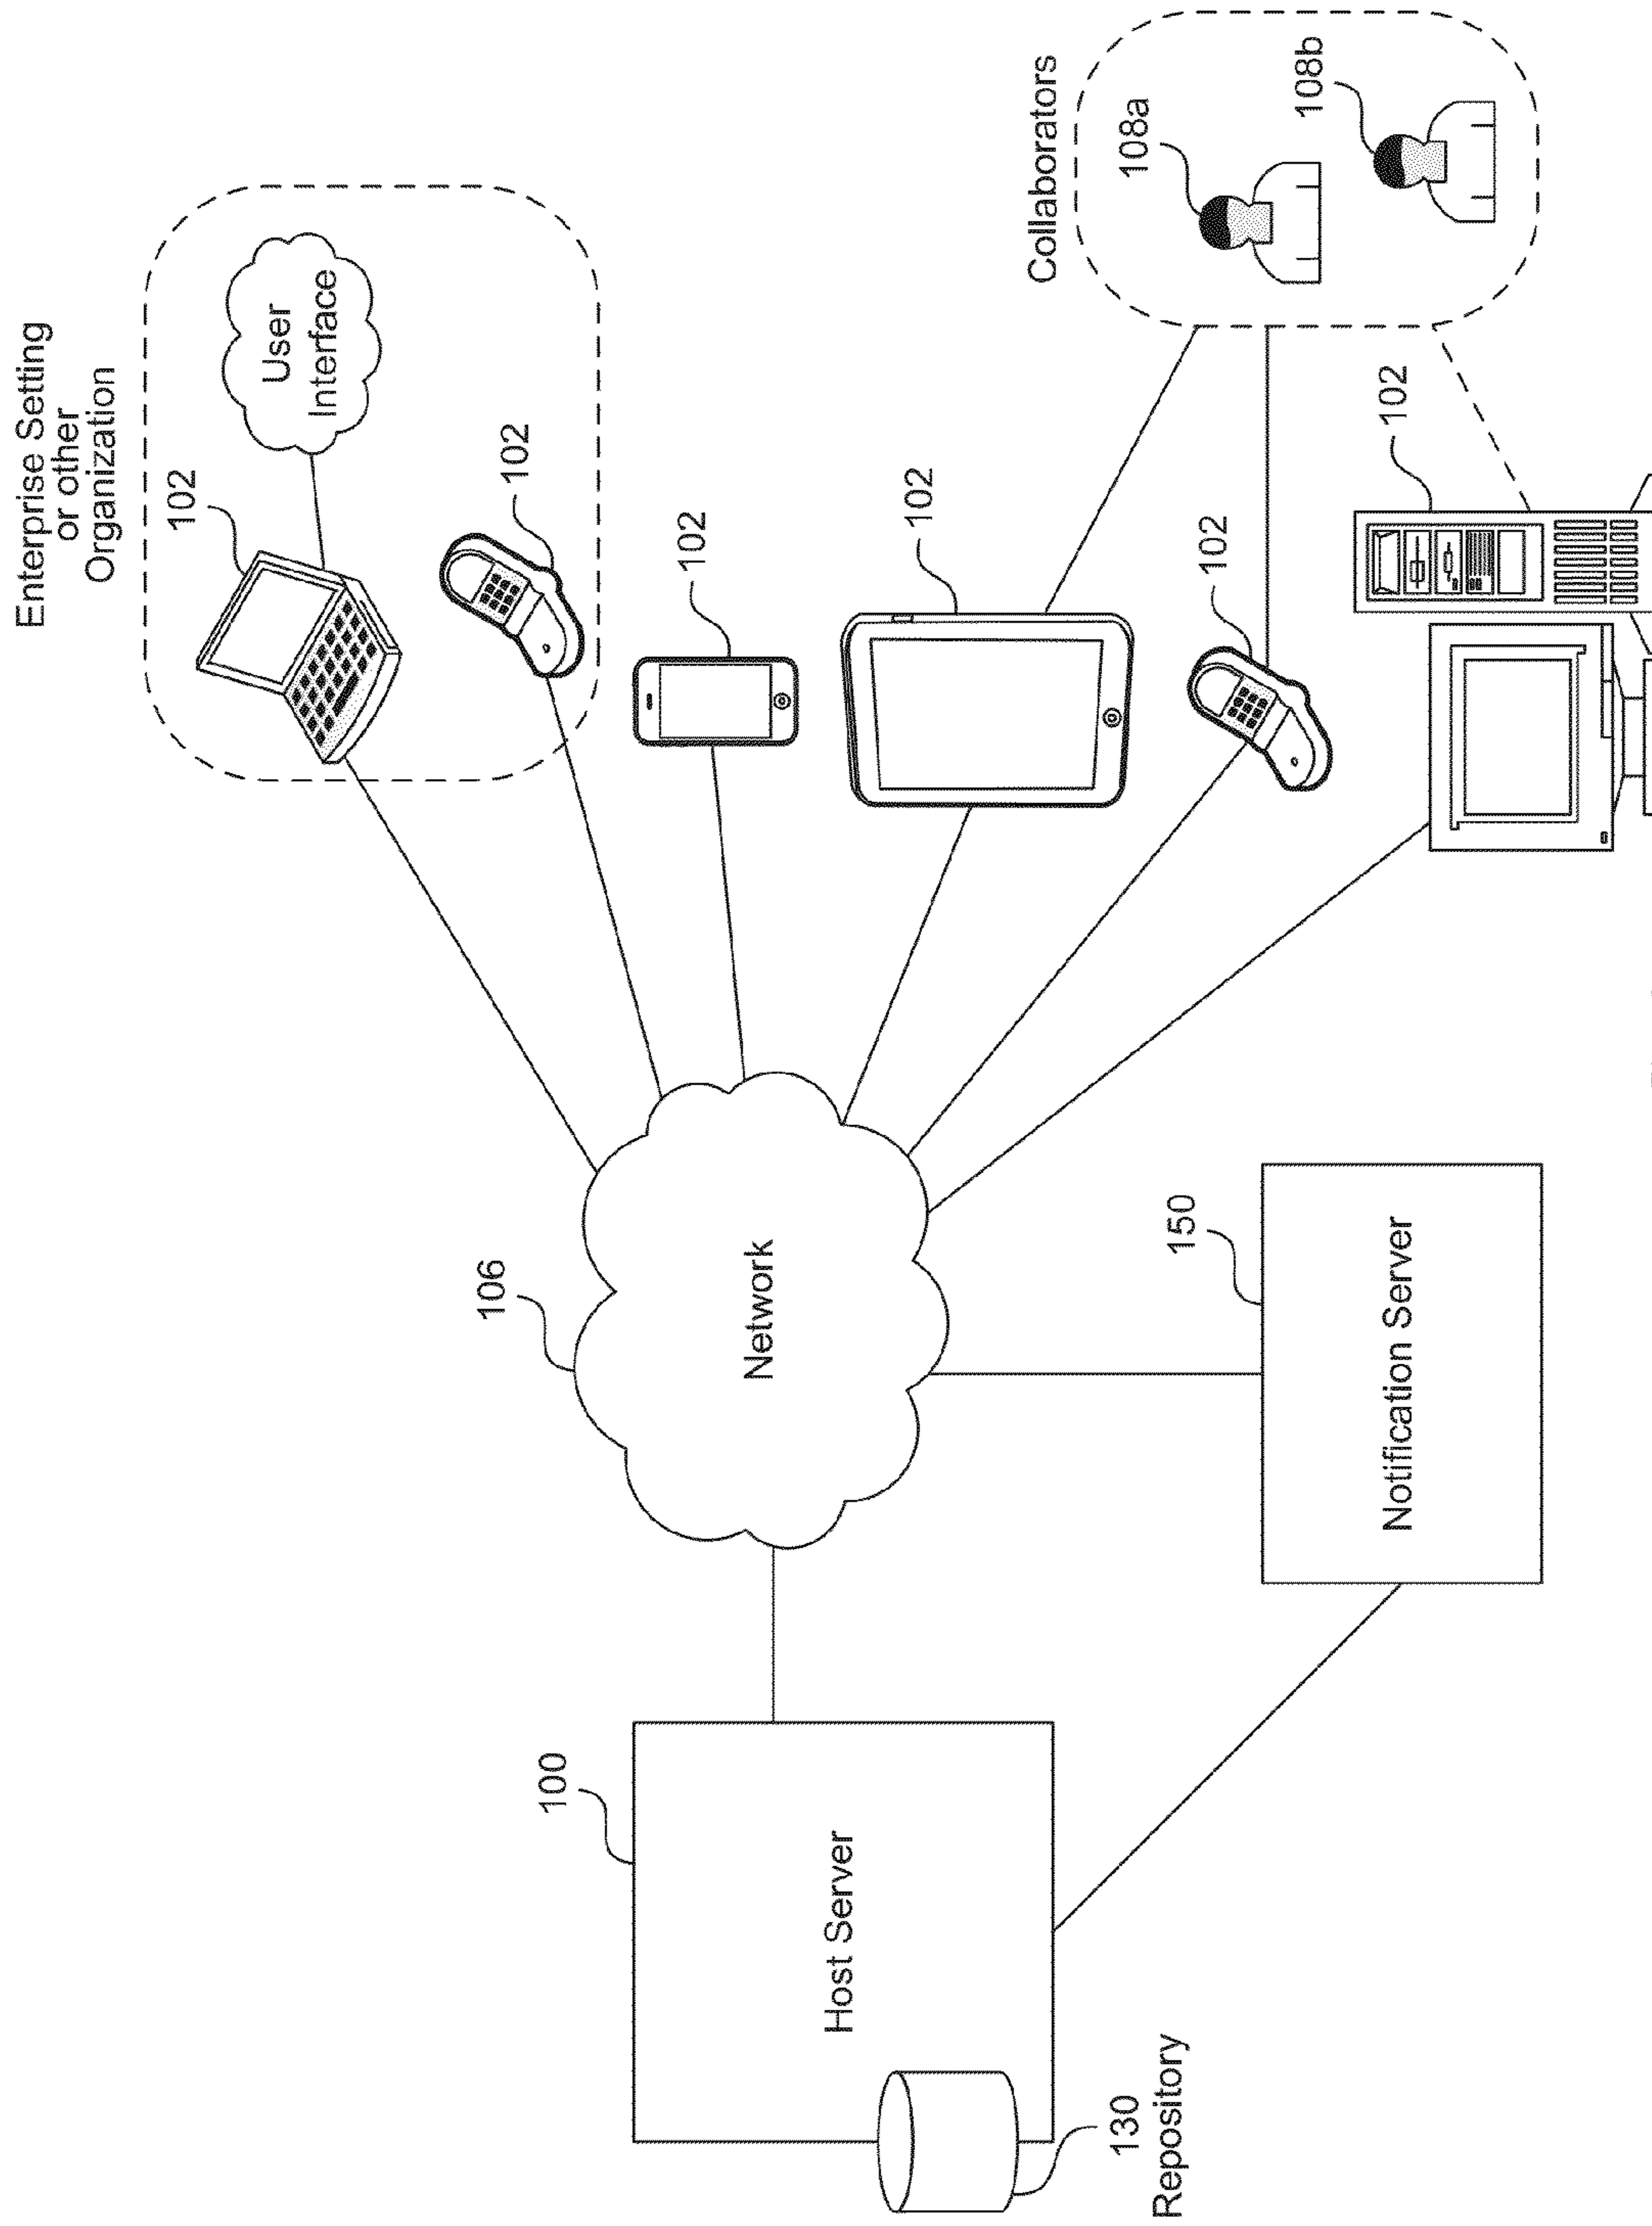 Enterprise Setting
or other
Organization
102
User
Interface
102
102
102
Collaborators
108a
108b
102
102
106
Network
150
Notification Server
100
Host Server
130
Repository